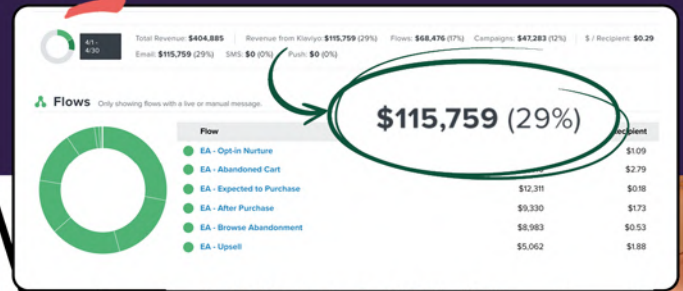 4/1 -
4/30
Total Revenue: $404,885 Revenue from Klaviyo: $115,759 (29%) Flows: $68,476 (17%) Campaigns: $47,283 (12%) $ / Recipient: $0.29
Email: $115,759 (29%) SMS: $0 (0%) Push: $0 (0%)
Flows Only showing flows with a live or manual message.
$115,759 (29%)
Flow
EA - Opt-in Nurture $1.09
EA - Abandoned Cart $2.79
EA - Expected to Purchase $12,311 $0.18
EA - After Purchase $9,330 $1.73
EA - Browse Abandonment $8,983 $0.53
EA - Upsell $5,062 $1.88